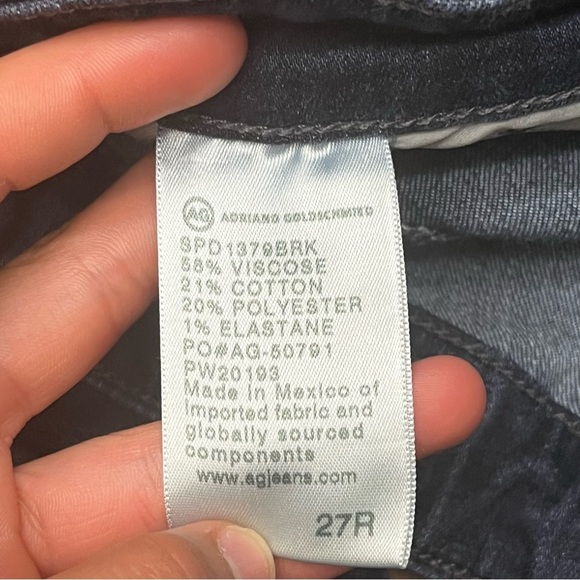 AG ADRIANO GOLDSCHMIED
SPD1379BRK
58% VISCOSE
21% COTTON
20% POLYESTER
1% ELASTANE
PO#AG-50791
PW20193
Made in Mexico of
imported fabric and
globally sourced
components
www.agjeans.com
27R